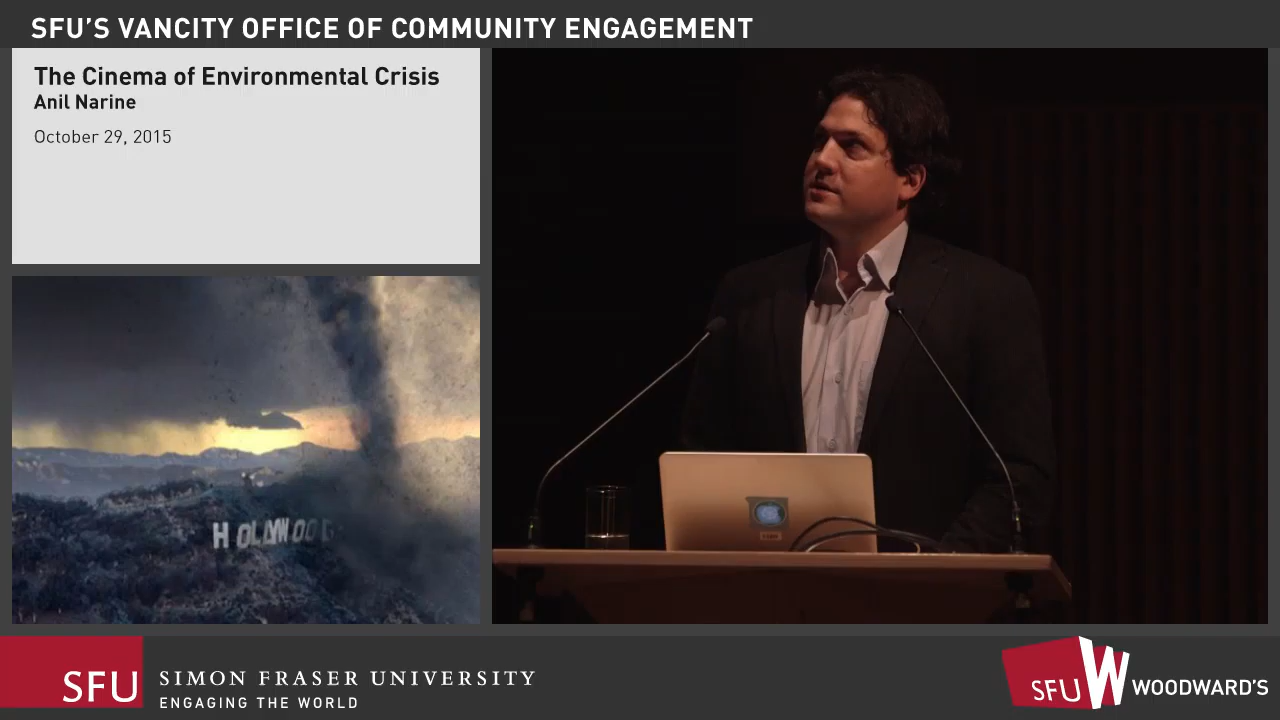 SFU'S VANCITY OFFICE OF COMMUNITY ENGAGEMENT
The Cinema of Environmental Crisis
Anil Narine
October 29, 2015
HOLLYWOOD
SFU
SIMON FRASER UNIVERSITY
ENGAGING THE WORLD
SFU W WOODWARD'S